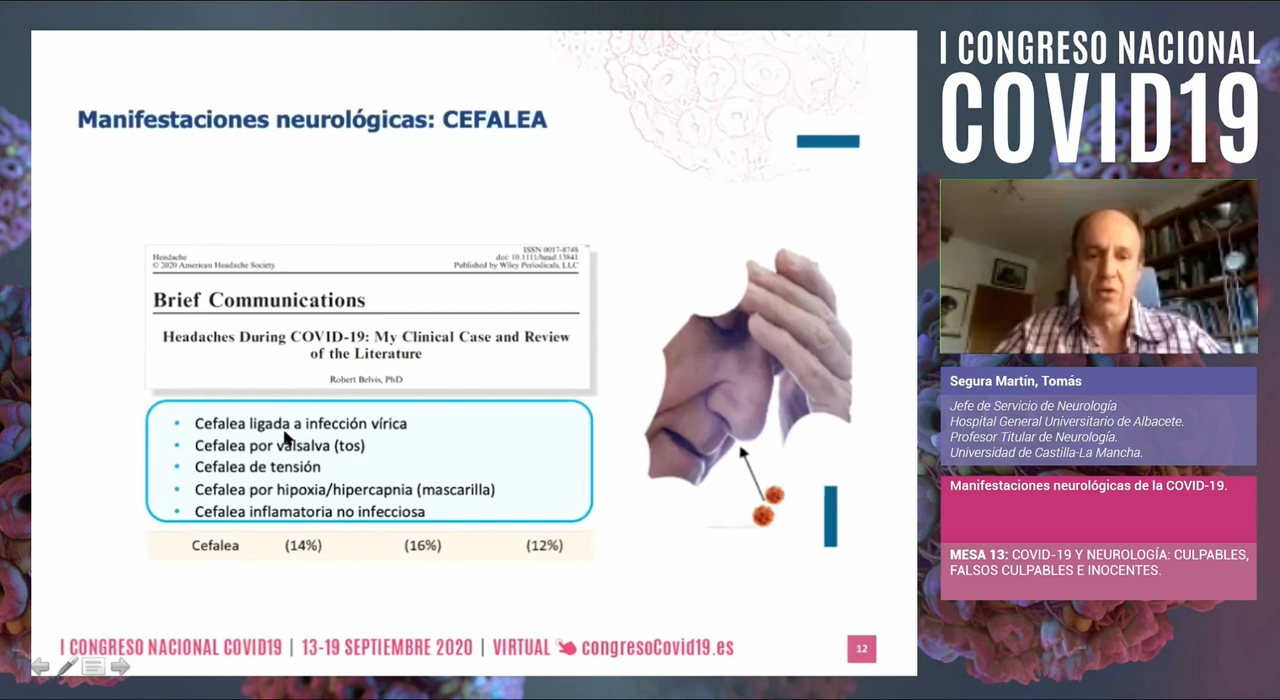 Manifestaciones neurológicas: CEFALEA
Headache
© 2020 American Headache Society
ISSN 0017-8748
doi: 10.1111/head.13841
Published by Wiley Periodicals, LLC
Brief Communications
Headaches During COVID-19: My Clinical Case and Review
of the Literature
Robert Belvis, PhD
• Cefalea ligada a infección vírica
• Cefalea por valsalva (tos)
• Cefalea de tensión
• Cefalea por hipoxia/hipercapnia (mascarilla)
• Cefalea inflamatoria no infecciosa
Cefalea (14%) (16%) (12%)
I CONGRESO NACIONAL COVID19 | 13-19 SEPTIEMBRE 2020 | VIRTUAL congresoCovid19.es
12
I CONGRESO NACIONAL
COVID19
Segura Martín, Tomás
Jefe de Servicio de Neurología
Hospital General Universitario de Albacete.
Profesor Titular de Neurología.
Universidad de Castilla-La Mancha.
Manifestaciones neurológicas de la COVID-19.
MESA 13: COVID-19 Y NEUROLOGÍA: CULPABLES,
FALSOS CULPABLES E INOCENTES.